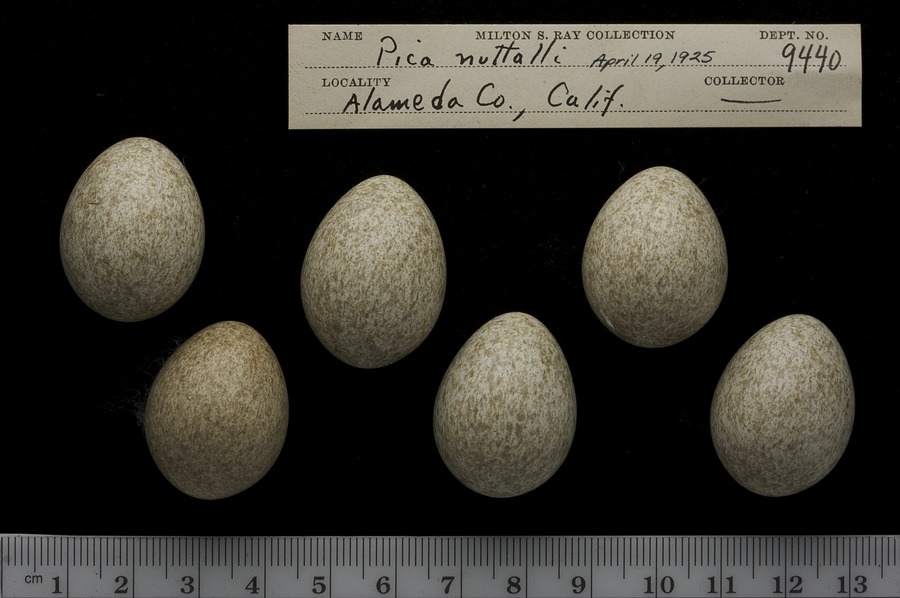 NAME MILTON S. RAY COLLECTION DEPT. NO.
Pica nuttalli April 19, 1925 9440
LOCALITY COLLECTOR
Alameda Co., Calif.
cm 1 2 3 4 5 6 7 8 9 10 11 12 13